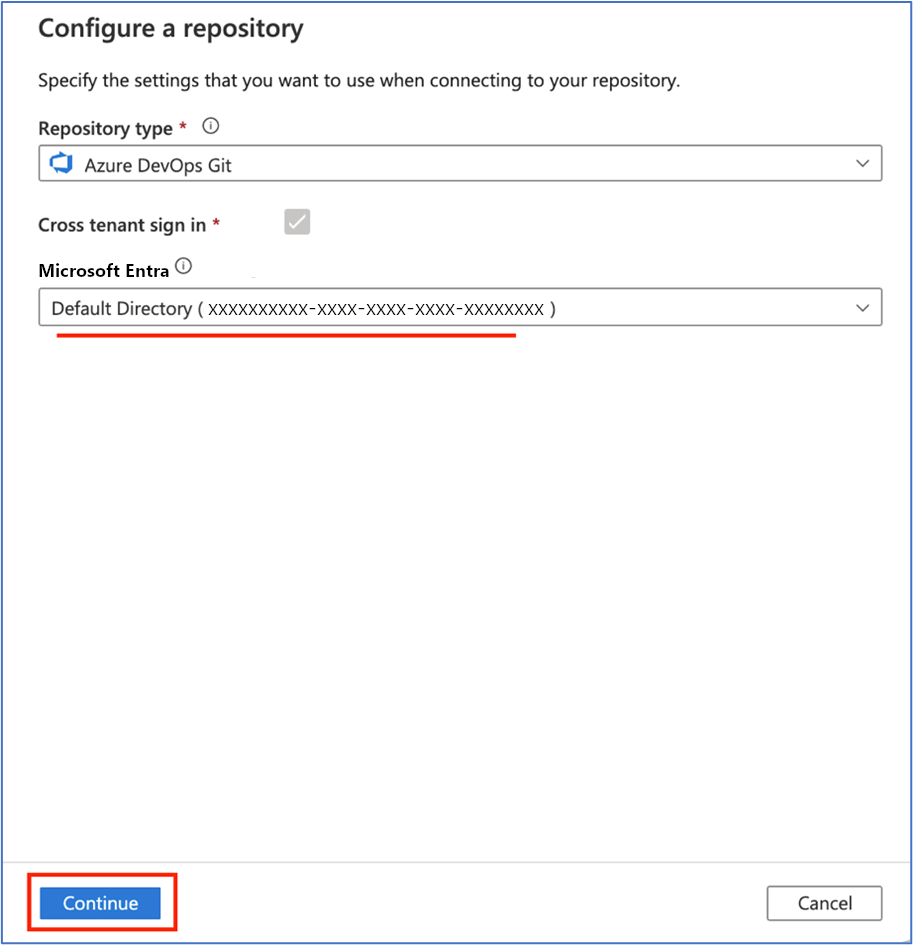 Configure a repository
Specify the settings that you want to use when connecting to your repository.
Repository type *
Azure DevOps Git
Cross tenant sign in *
Microsoft Entra
Default Directory ( XXXXXXXXXX-XXXX-XXXX-XXXX-XXXXXXXX )
Continue
Cancel